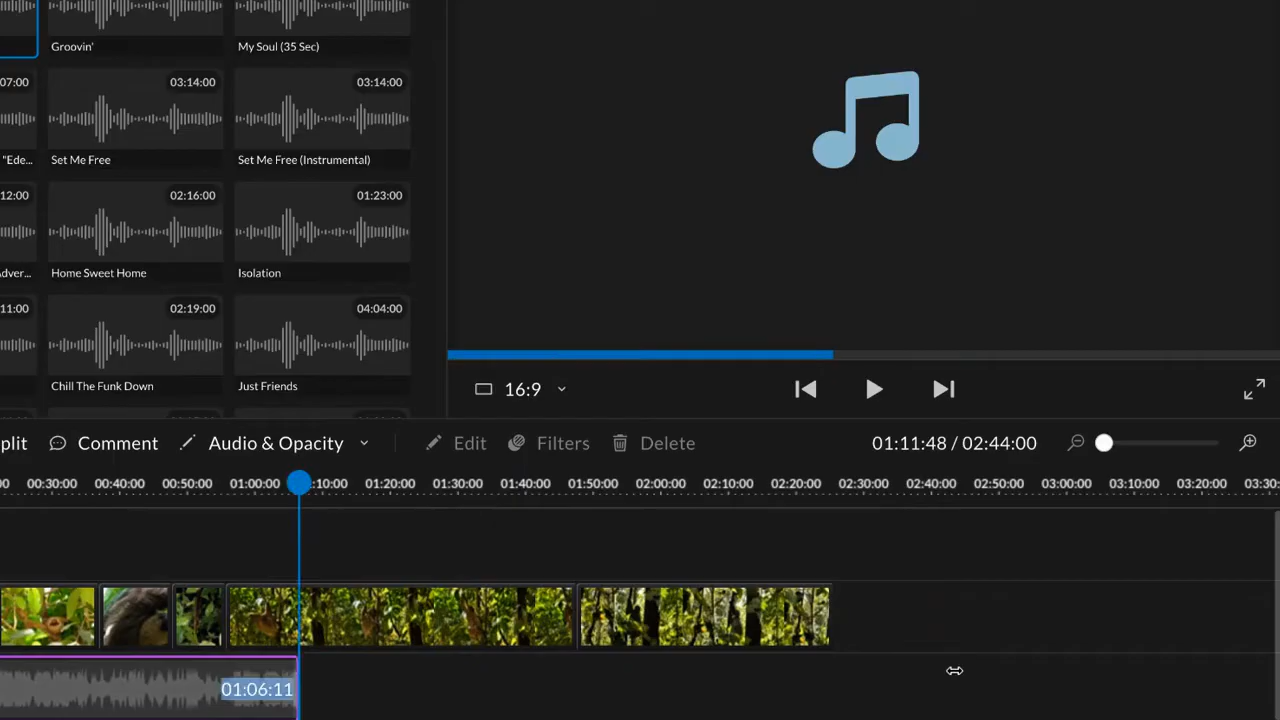 Groovin'
My Soul (35 Sec)
07:00
03:14:00
03:14:00
"Ede...
Set Me Free
Set Me Free (Instrumental)
12:00
02:16:00
01:23:00
Adver...
Home Sweet Home
Isolation
11:00
02:19:00
04:04:00
Chill The Funk Down
Just Friends
16:9
plit
Comment
Audio & Opacity
Edit
Filters
Delete
01:11:48 / 02:44:00
00:30:00 00:40:00 00:50:00 01:00:00 :10:00 01:20:00 01:30:00 01:40:00 01:50:00 02:00:00 02:10:00 02:20:00 02:30:00 02:40:00 02:50:00 03:00:00 03:10:00 03:20:00 03:30:
01:06:11